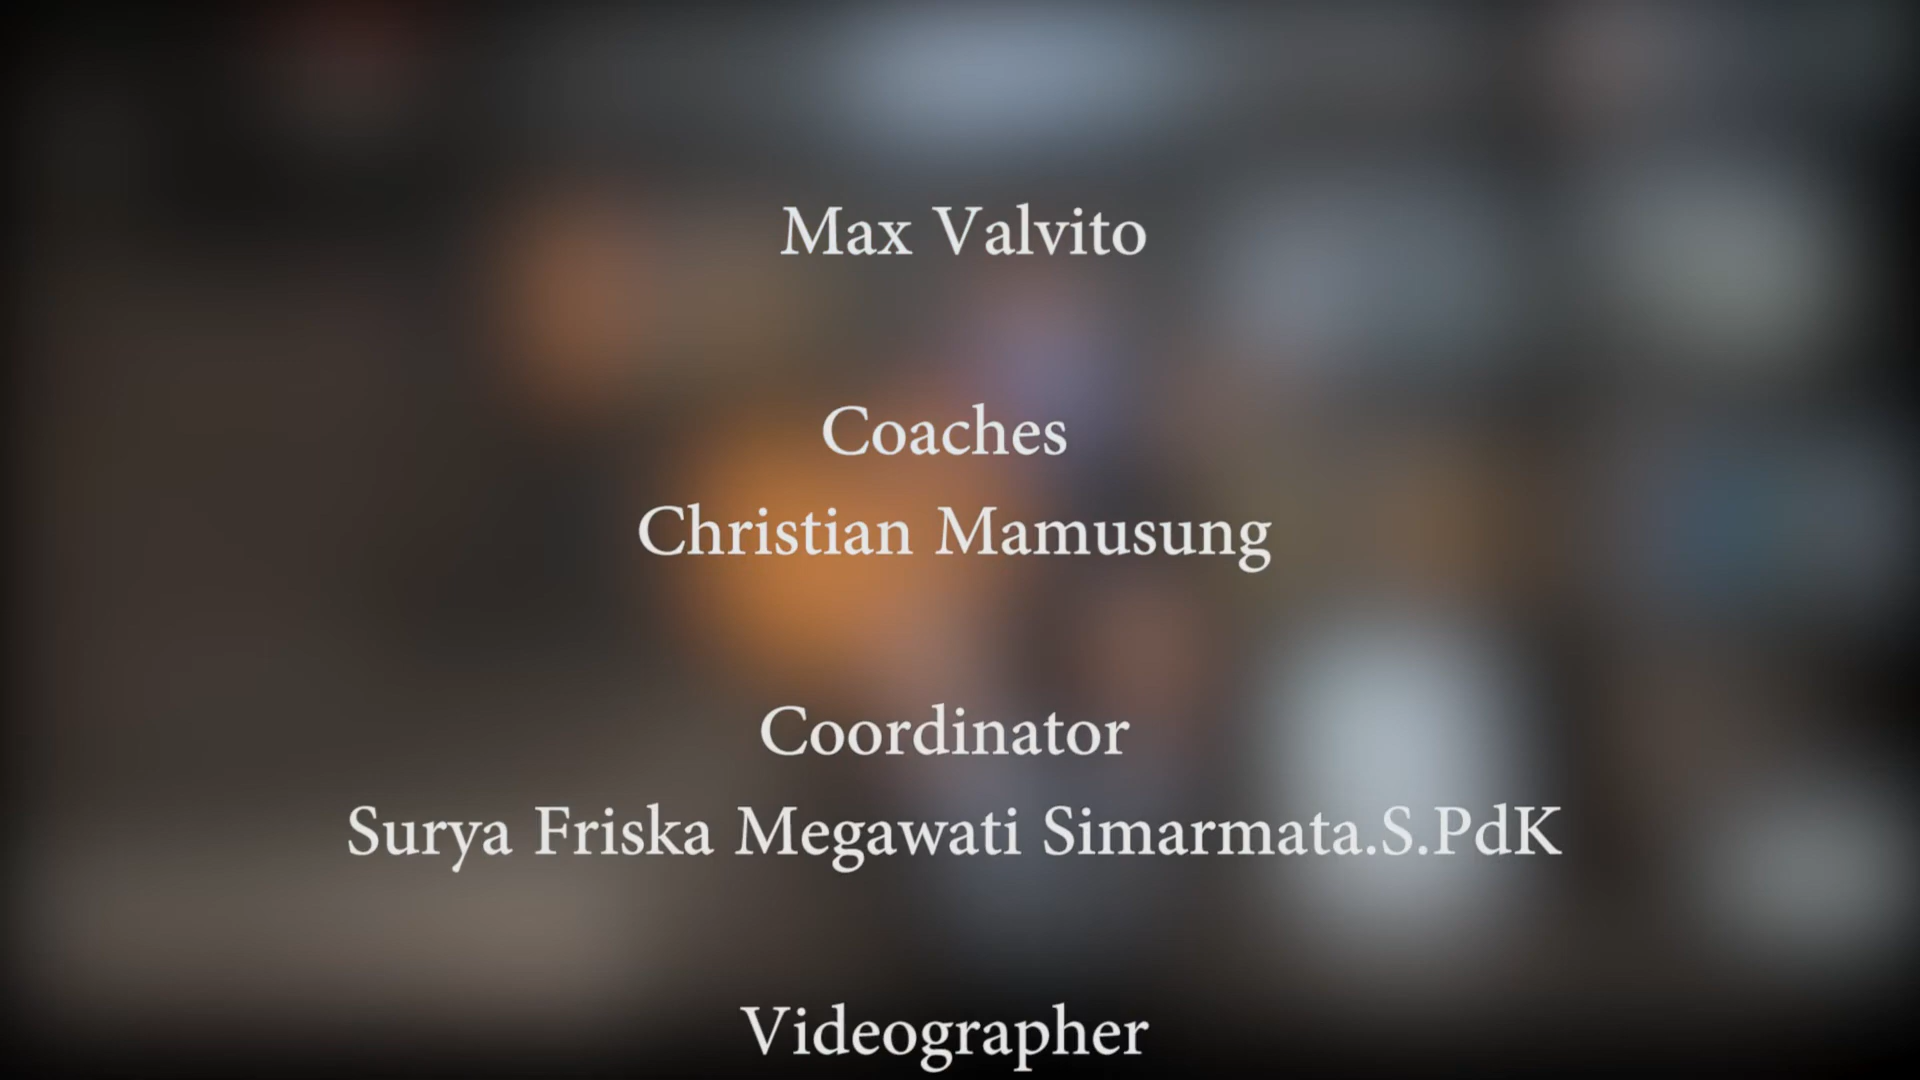 Max Valvito
Coaches
Christian Mamusung
Coordinator
Surya Friska Megawati Simarmata.S.PdK
Videographer